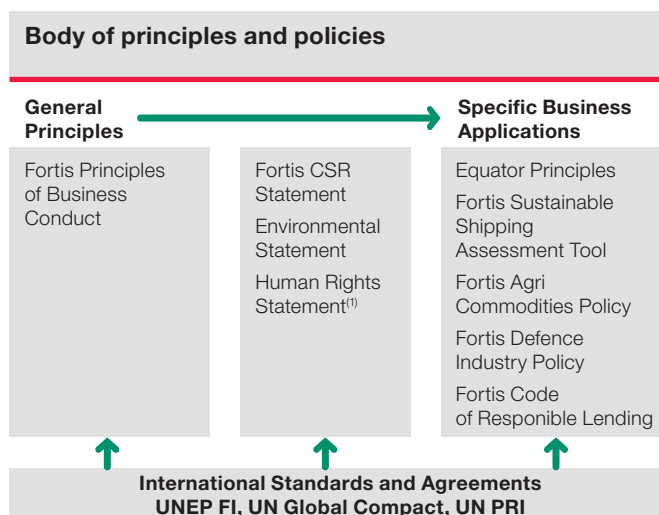 Body of principles and policies
General
Principles
Specific Business
Applications
Fortis Principles
of Business
Conduct
Fortis CSR
Statement
Environmental
Statement
Human Rights
Statement(1)
Equator Principles
Fortis Sustainable
Shipping
Assessment Tool
Fortis Agri
Commodities Policy
Fortis Defence
Industry Policy
Fortis Code
of Responible Lending
International Standards and Agreements
UNEP FI, UN Global Compact, UN PRI